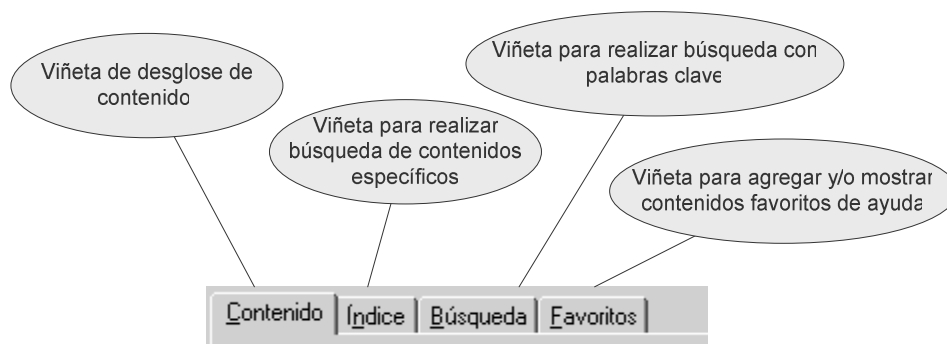 Viñeta de desglose de
contenido
Viñeta para realizar
búsqueda de contenidos
específicos
Viñeta para realizar búsqueda con
palabras clave
Viñeta para agregar y/o mostrar
contenidos favoritos de ayuda
Contenido Índice Búsqueda Favoritos